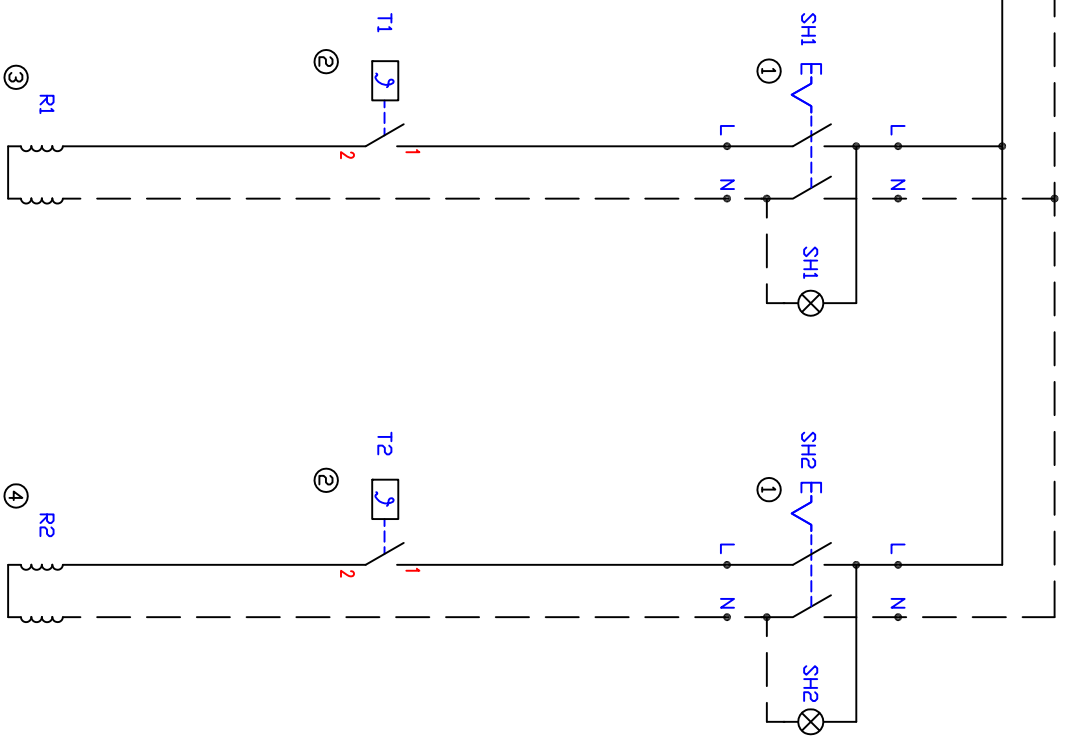 L N L N
SH1 SH1 SH2 SH2
1 1
L N L N
1 1
T1 ϑ T2 ϑ
2 2
2 2
R1 R2
3 4